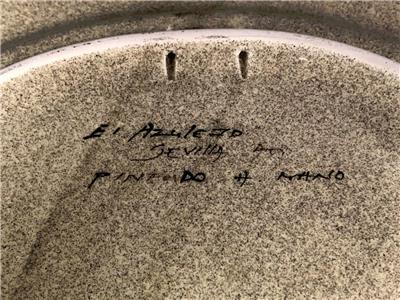 El AZULEJO
SEVILLA
PINTADO A MANO